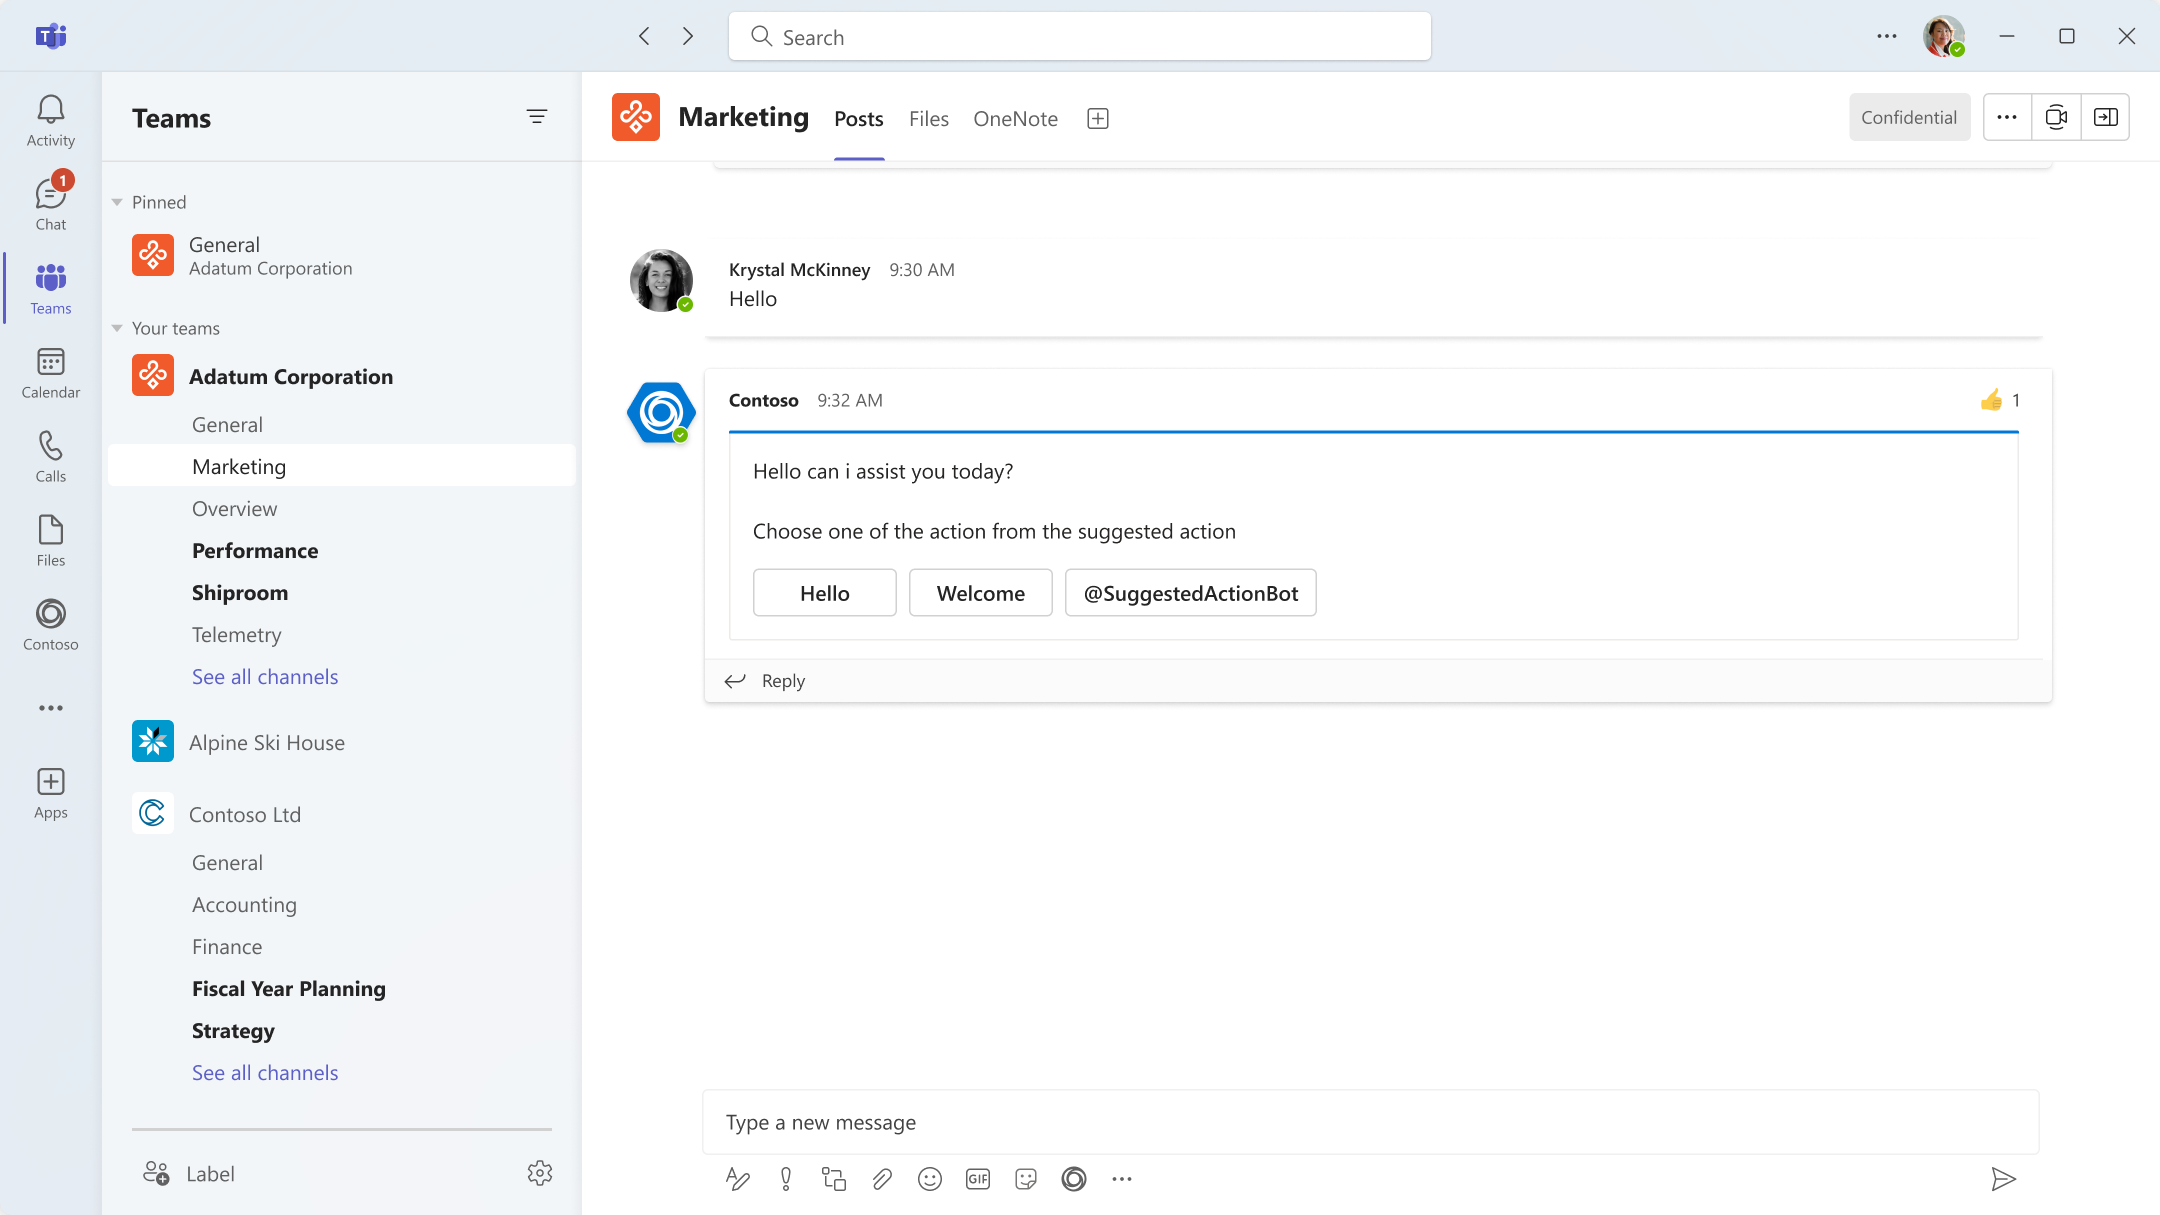 Search
Activity
1
Chat
Teams
Calendar
Calls
Files
Contoso
Apps
Teams
Pinned
General
Adatum Corporation
Your teams
Adatum Corporation
General
Marketing
Overview
Performance
Shiproom
Telemetry
See all channels
Alpine Ski House
Contoso Ltd
General
Accounting
Finance
Fiscal Year Planning
Strategy
See all channels
Label
Marketing Posts Files OneNote
Confidential
Krystal McKinney 9:30 AM
Hello
Contoso 9:32 AM
1
Hello can i assist you today?
Choose one of the action from the suggested action
Hello Welcome @SuggestedActionBot
Reply
Type a new message
GIF